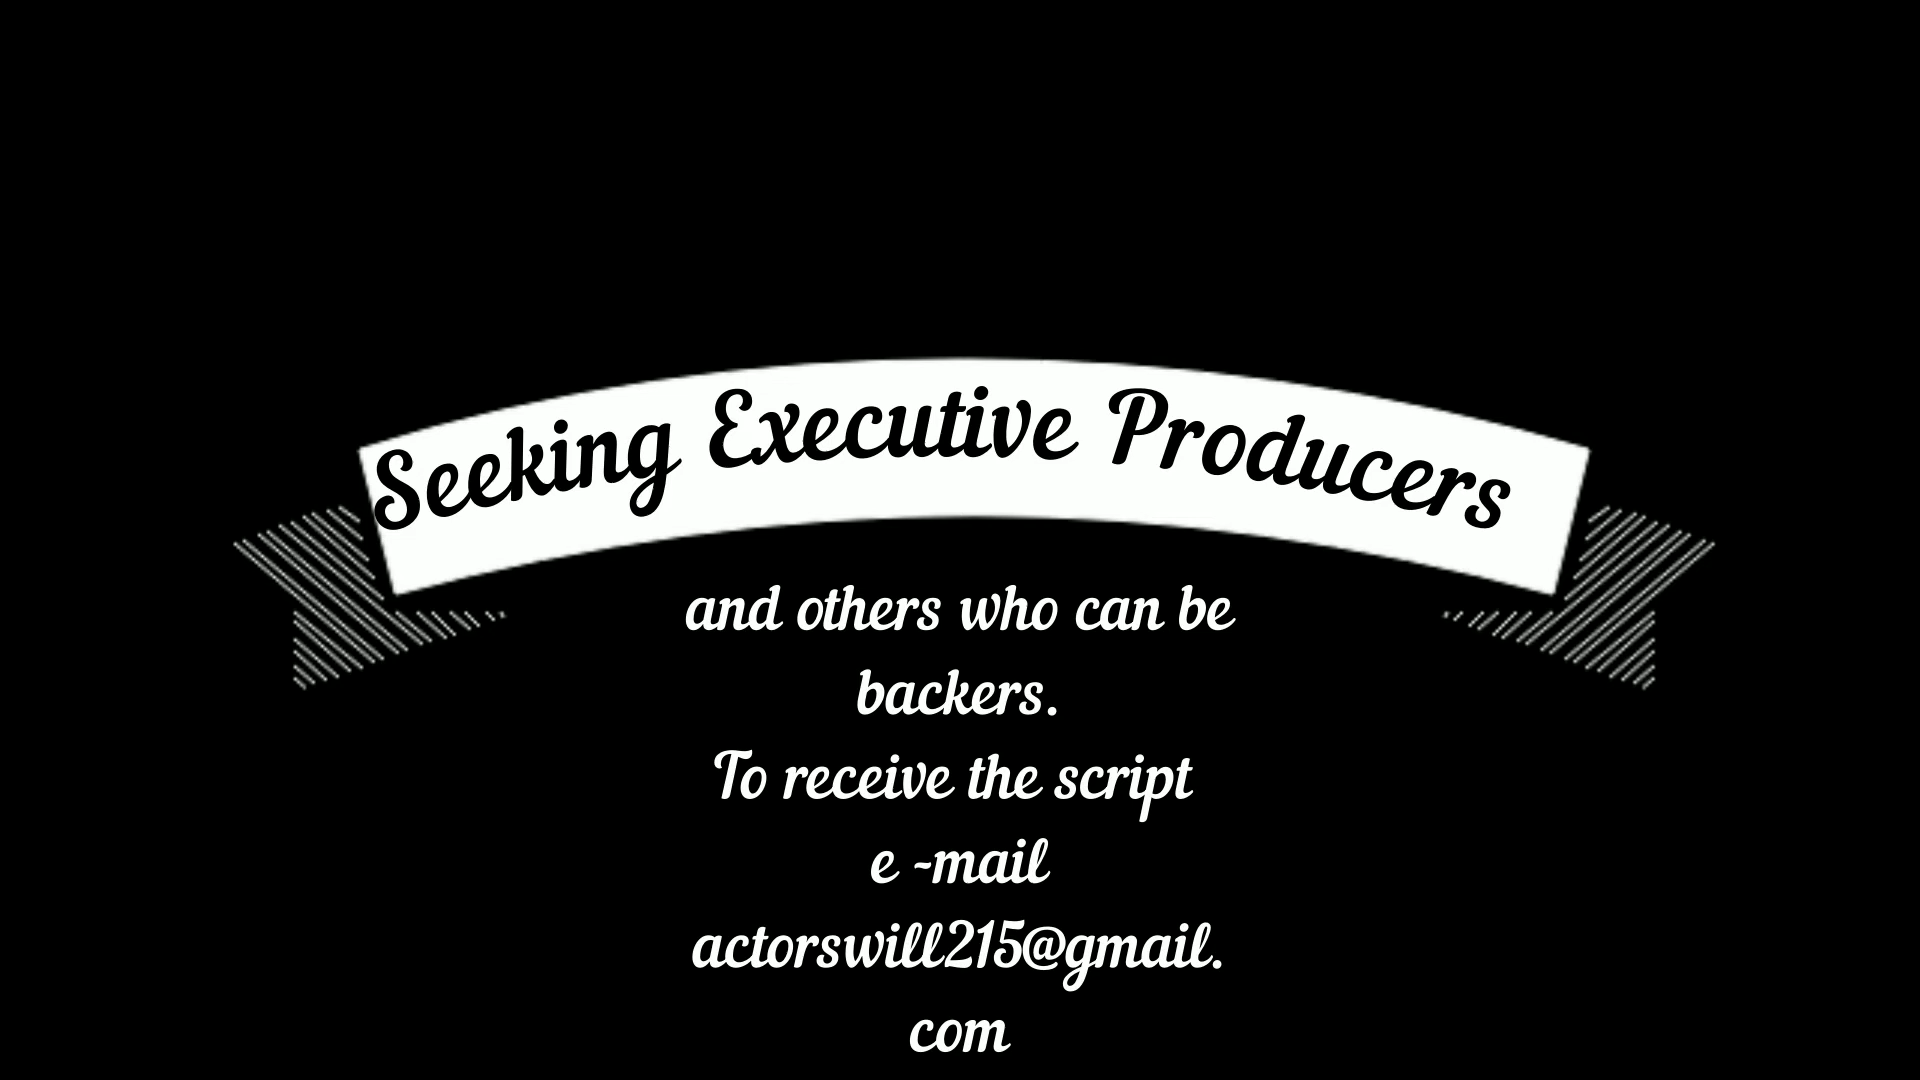 Seeking Executive Producers
and others who can be
backers.
To receive the script
e -mail
actorswill215@gmail.
com